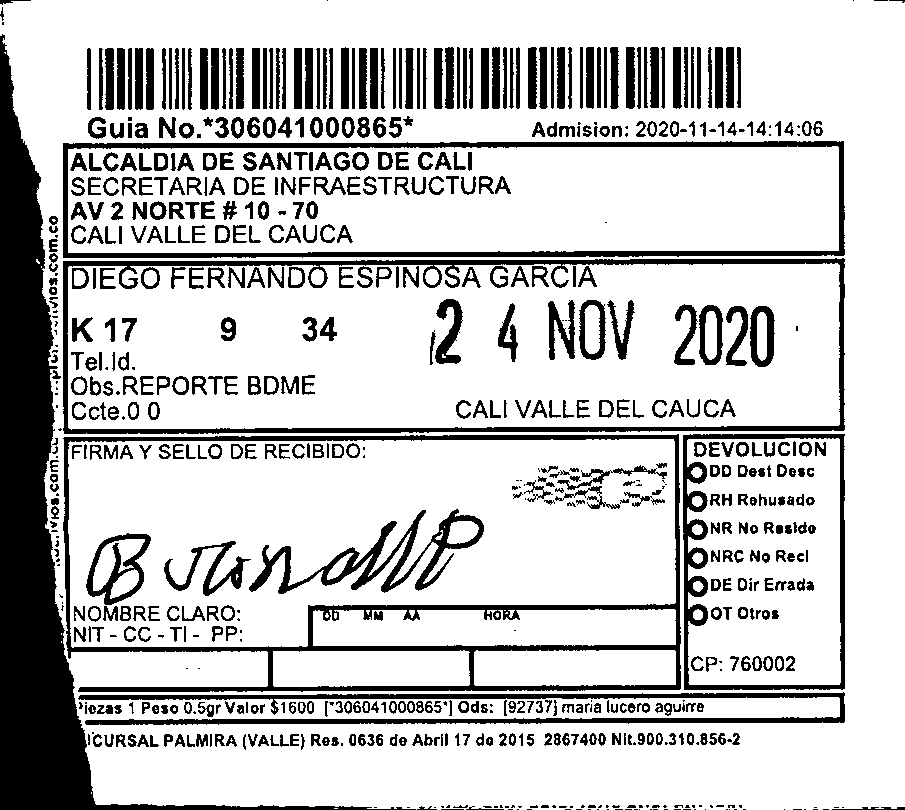 Guia No.*306041000865*
Admision: 2020-11-14-14:14:06
ALCALDIA DE SANTIAGO DE CALI
SECRETARIA DE INFRAESTRUCTURA
AV 2 NORTE # 10 - 70
CALI VALLE DEL CAUCA
DIEGO FERNANDO ESPINOSA GARCIA
K 17 9 34
24 NOV 2020
Tel.Id.
Obs.REPORTE BDME
Ccte.0 0
CALI VALLE DEL CAUCA
FIRMA Y SELLO DE RECIBIDO:
NOMBRE CLARO:
NIT - CC - TI - PP:
DD MM AA HORA
DEVOLUCION
DD Dest Desc
RH Rehusado
NR No Reside
NRC No Recl
DE Dir Errada
OT Otros
CP: 760002
Piezas 1 Peso 0.5gr Valor $1600 [*306041000865*] Ods: [92737] maria lucero aguirre
SUCURSAL PALMIRA (VALLE) Res. 0636 de Abril 17 de 2015 2867400 Nit.900.310.856-2